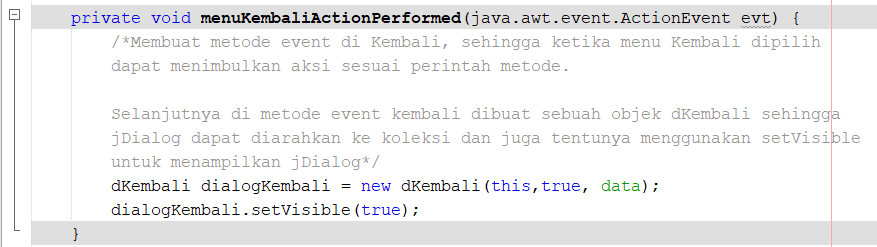 private void menuKembaliActionPerformed(java.awt.event.ActionEvent evt) {
/*Membuat metode event di Kembali, sehingga ketika menu Kembali dipilih
dapat menimbulkan aksi sesuai perintah metode.
Selanjutnya di metode event kembali dibuat sebuah objek dKembali sehingga
jDialog dapat diarahkan ke koleksi dan juga tentunya menggunakan setVisible
untuk menampilkan jDialog*/
dKembali dialogKembali = new dKembali(this,true, data);
dialogKembali.setVisible(true);
}